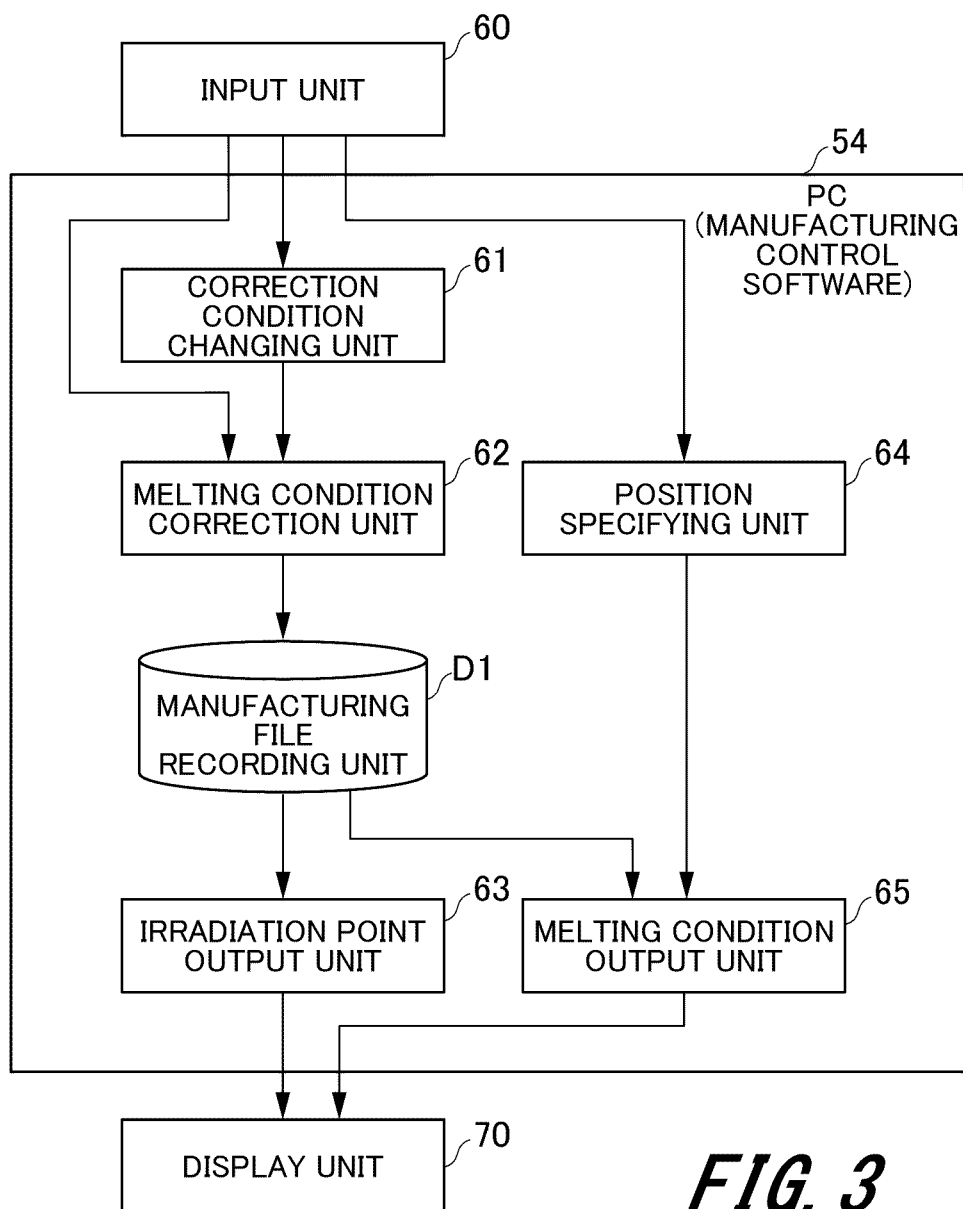 60
INPUT UNIT
54
PC
(MANUFACTURING
CONTROL
SOFTWARE)
61
CORRECTION
CONDITION
CHANGING UNIT
62
MELTING CONDITION
CORRECTION UNIT
64
POSITION
SPECIFYING UNIT
D1
MANUFACTURING
FILE
RECORDING UNIT
63
IRRADIATION POINT
OUTPUT UNIT
65
MELTING CONDITION
OUTPUT UNIT
70
DISPLAY UNIT
FIG. 3